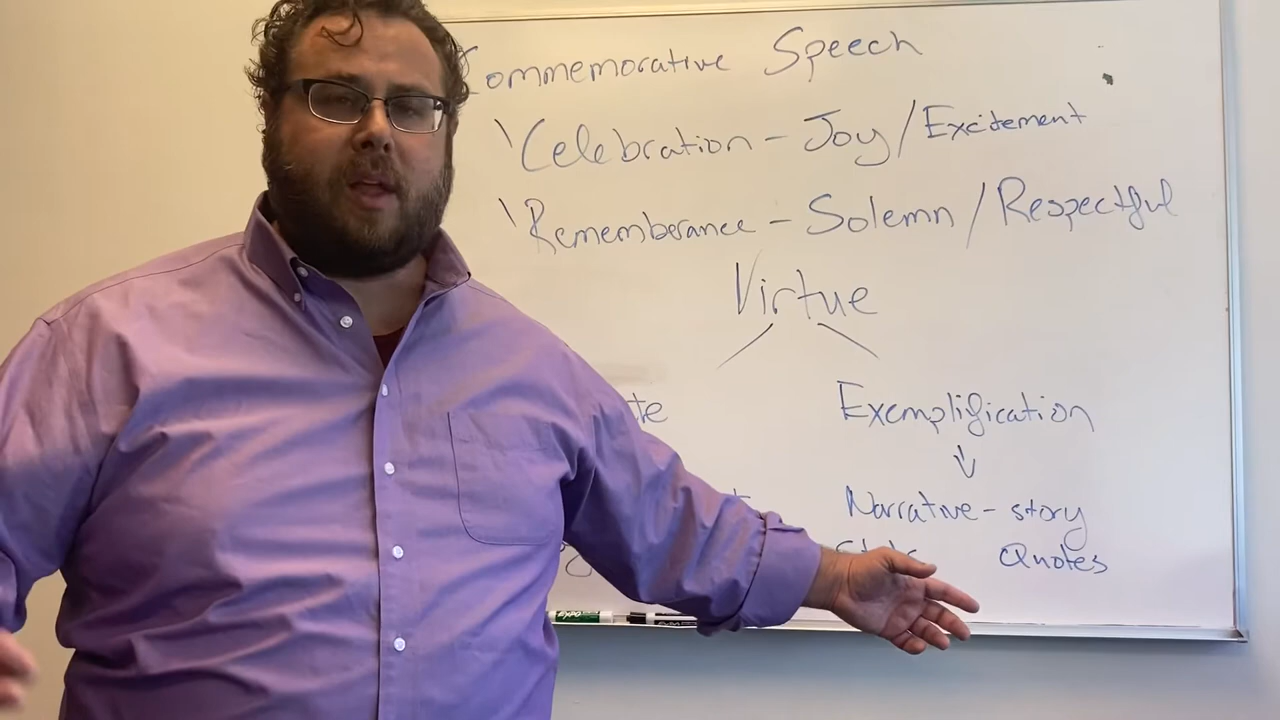 Commemorative Speech
Celebration - Joy/Excitement
Rememberance - Solemn/Respectful
Virtue
Exemplification
Narrative - story
Quotes